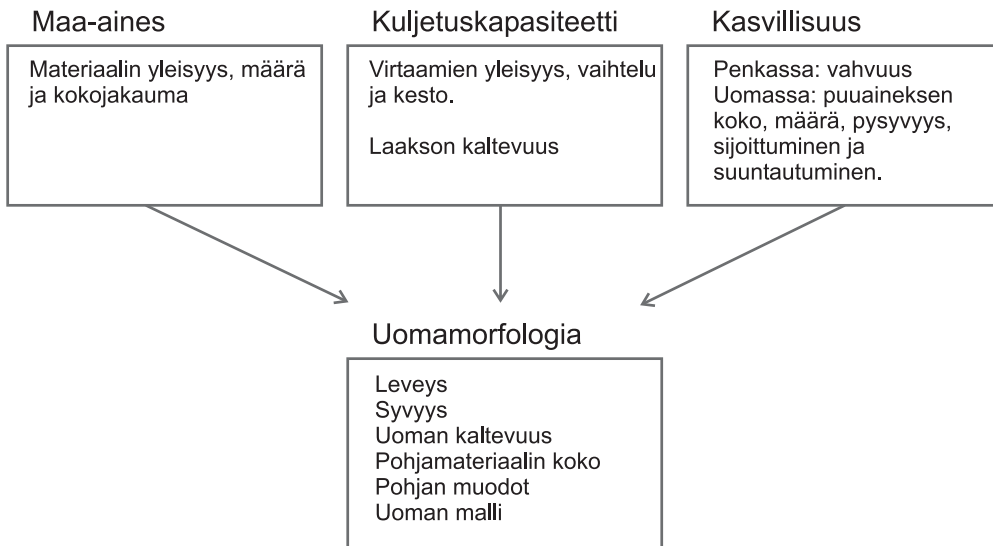 Maa-aines
Materiaalin yleisyys, määrä
ja kokojakauma
Kuljetuskapasiteetti
Virtaamien yleisyys, vaihtelu
ja kesto.
Laakson kaltevuus
Kasvillisuus
Penkassa: vahvuus
Uomassa: puuaineksen
koko, määrä, pysyvyys,
sijoittuminen ja
suuntautuminen.
Uomamorfologia
Leveys
Syvyys
Uoman kaltevuus
Pohjamateriaalin koko
Pohjan muodot
Uoman malli